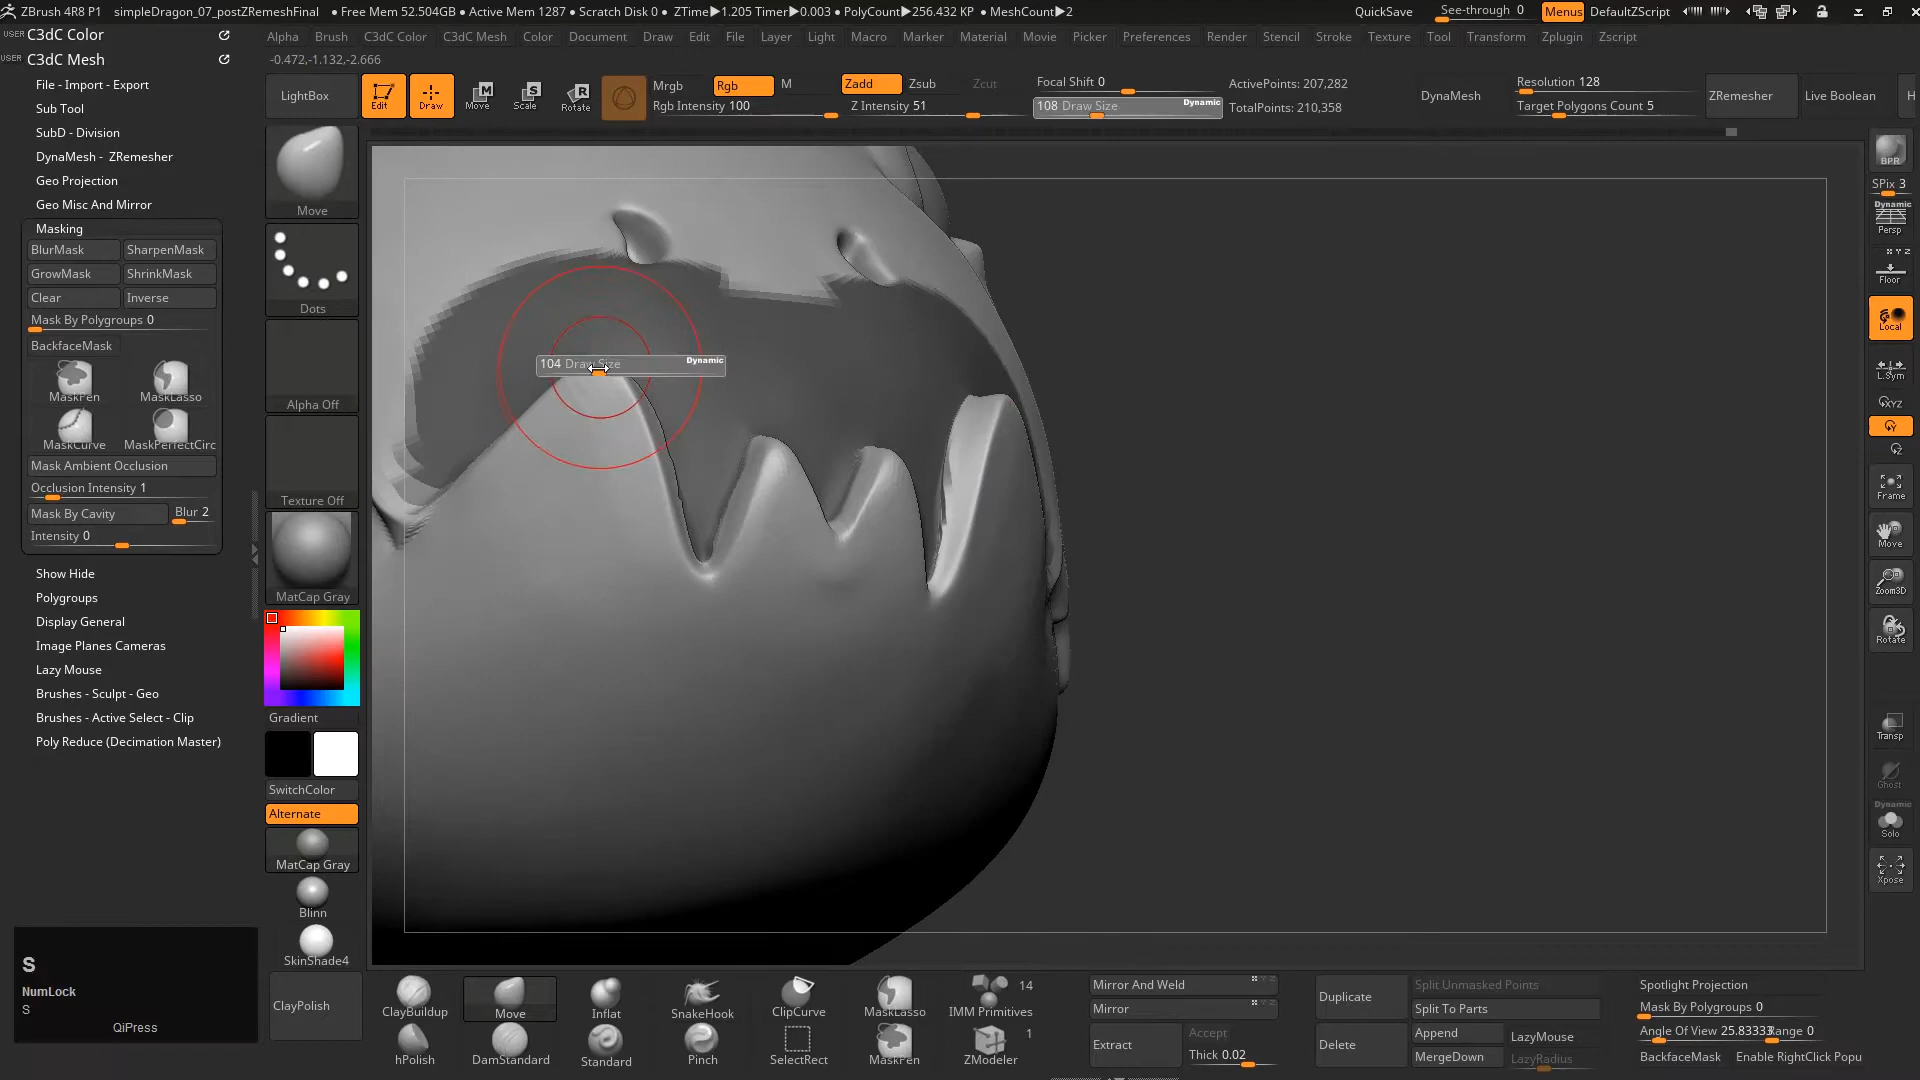 ZBrush 4R8 P1 simpleDragon_07_postZRemeshFinal ● Free Mem 52.504GB ● Active Mem 1287 ● Scratch Disk 0 ● ZTime▶1.205 Timer▶0.003 ● PolyCount▶256.432 KP ● MeshCount▶2 QuickSave See-through 0 Menus DefaultZScript
USER C3dC Color
Alpha Brush C3dC Color C3dC Mesh Color Document Draw Edit File Layer Light Macro Marker Material Movie Picker Preferences Render Stencil Stroke Texture Tool Transform Zplugin Zscript
USER C3dC Mesh
-0.472,-1.132,-2.666
File - Import - Export
Sub Tool
SubD - Division
DynaMesh - ZRemesher
Geo Projection
Geo Misc And Mirror
Masking
BlurMask SharpenMask
GrowMask ShrinkMask
Clear Inverse
Mask By Polygroups 0
BackfaceMask
MaskPen MaskLasso
MaskCurve MaskPerfectCirc
Mask Ambient Occlusion
Occlusion Intensity 1
Mask By Cavity Blur 2
Intensity 0
Show Hide
Polygroups
Display General
Image Planes Cameras
Lazy Mouse
Brushes - Sculpt - Geo
Brushes - Active Select - Clip
Poly Reduce (Decimation Master)
S
NumLock
S
QiPress
LightBox Edit Draw Move Scale Rotate
Mrgb Rgb M Zadd Zsub Zcut Focal Shift 0 ActivePoints: 207,282
Rgb Intensity 100 Z Intensity 51 108 Draw Size Dynamic TotalPoints: 210,358
DynaMesh Resolution 128 ZRemesher Live Boolean H
Target Polygons Count 5
Move
Dots
Alpha Off
Texture Off
MatCap Gray
Gradient
SwitchColor
Alternate
MatCap Gray
Blinn
SkinShade4
ClayPolish
104 Draw Size Dynamic
BPR
SPix 3
Dynamic
Persp
X Y Z
Floor
Local
L.Sym
XYZ
Y
Z
Frame
Move
Zoom3D
Rotate
Transp
Ghost
Dynamic
Solo
Xpose
ClayBuildup Move Inflat SnakeHook ClipCurve MaskLasso IMM Primitives 14
hPolish DamStandard Standard Pinch SelectRect MaskPen ZModeler 1
Mirror And Weld X Y Z
Mirror X Y Z
Extract Accept
Thick 0.02
Duplicate Split Unmasked Points
Split To Parts
Delete Append LazyMouse
MergeDown LazyRadius
Spotlight Projection
Mask By Polygroups 0
Angle Of View 25.83333 Range 0
BackfaceMask Enable RightClick Popu